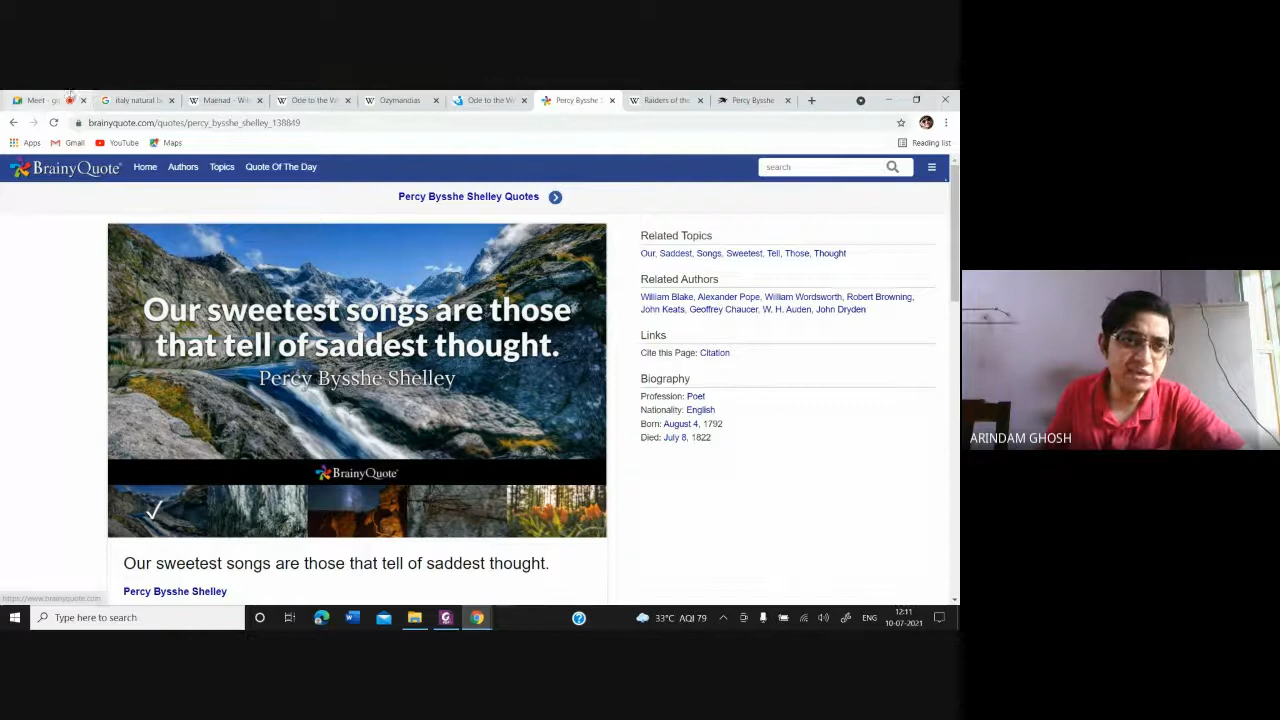 Meet - g
italy natural b
Maenad - Wi
Ode to the W
Ozymandias
Ode to the W
Percy Bysshe S
Raiders of the
Percy Bysshe
brainyquote.com/quotes/percy_bysshe_shelley_138849
Apps
Gmail
YouTube
Maps
Reading list
BrainyQuote
Home
Authors
Topics
Quote Of The Day
search
Percy Bysshe Shelley Quotes
Our sweetest songs are those
that tell of saddest thought.
Percy Bysshe Shelley
BrainyQuote
Our sweetest songs are those that tell of saddest thought.
Percy Bysshe Shelley
Related Topics
Our, Saddest, Songs, Sweetest, Tell, Those, Thought
Related Authors
William Blake, Alexander Pope, William Wordsworth, Robert Browning,
John Keats, Geoffrey Chaucer, W. H. Auden, John Dryden
Links
Cite this Page: Citation
Biography
Profession: Poet
Nationality: English
Born: August 4, 1792
Died: July 8, 1822
ARINDAM GHOSH
https://www.brainyquote.com
Type here to search
33°C AQI 79
ENG
12:11
10-07-2021